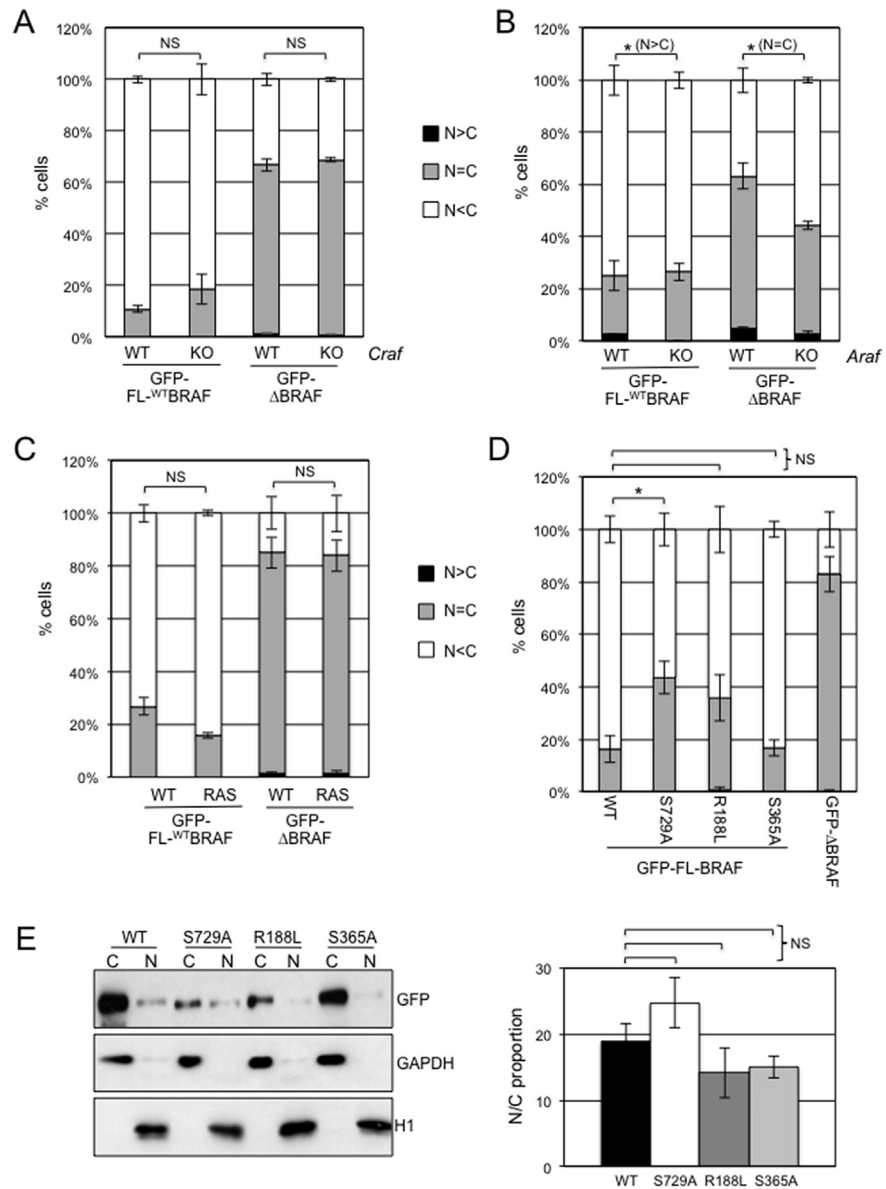 A
120%
100%
80%
60%
40%
20%
0%
% cells
NS
NS
WT
KO
WT
KO
Craf
GFP-
FL-WTBRAF
GFP-
ΔBRAF
N>C
N=C
N<C
B
120%
100%
80%
60%
40%
20%
0%
% cells
* (N>C)
* (N=C)
WT
KO
WT
KO
Araf
GFP-
FL-WTBRAF
GFP-
ΔBRAF
C
120%
100%
80%
60%
40%
20%
0%
% cells
NS
NS
WT
RAS
WT
RAS
GFP-
FL-WTBRAF
GFP-
ΔBRAF
N>C
N=C
N<C
D
120%
100%
80%
60%
40%
20%
0%
% cells
NS
*
WT
S729A
R188L
S365A
GFP-ΔBRAF
GFP-FL-BRAF
E
WT
S729A
R188L
S365A
C N C N C N C N
GFP
GAPDH
H1
NS
30
20
10
0
N/C proportion
WT
S729A
R188L
S365A